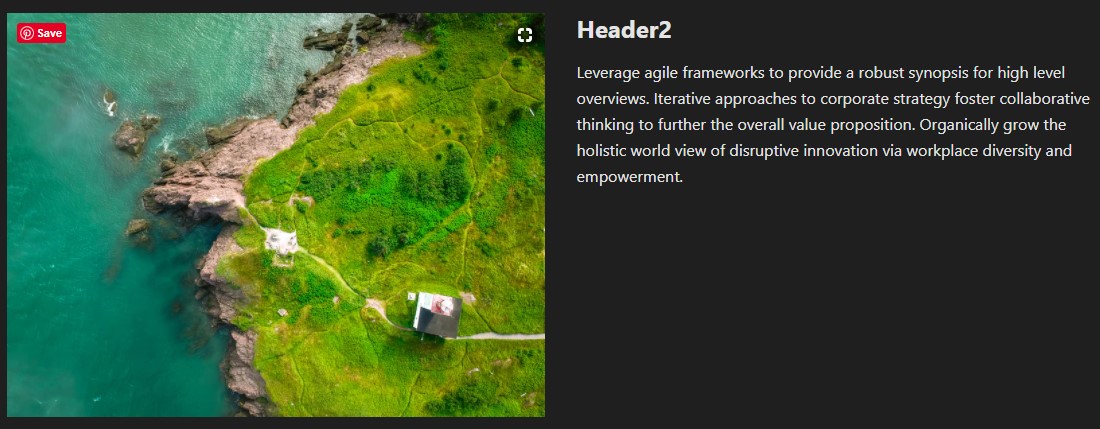 Save
Header2
Leverage agile frameworks to provide a robust synopsis for high level
overviews. Iterative approaches to corporate strategy foster collaborative
thinking to further the overall value proposition. Organically grow the
holistic world view of disruptive innovation via workplace diversity and
empowerment.